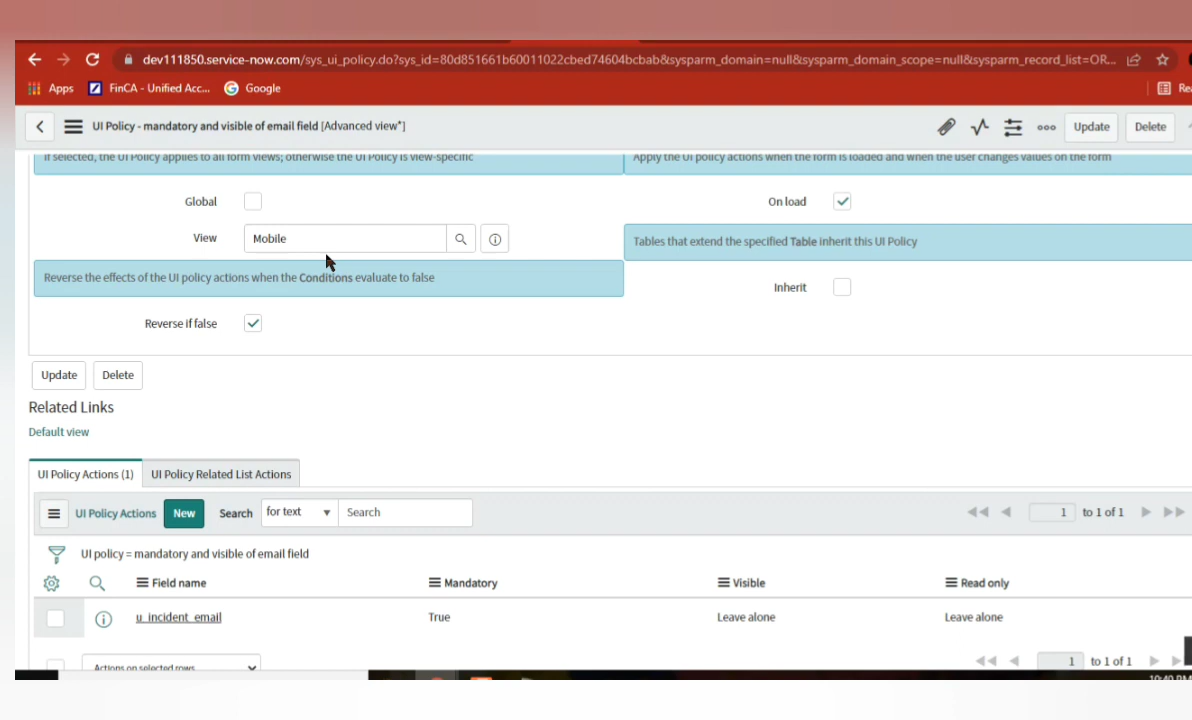 dev111850.service-now.com/sys_ui_policy.do?sys_id=80d851661b60011022cbed74604bcbab&sysparm_domain=null&sysparm_domain_scope=null&sysparm_record_list=OR...
Apps FinCA - Unified Acc... Google Rea
UI Policy - mandatory and visible of email field [Advanced view*] Update Delete
If selected, the UI Policy applies to all form views; otherwise the UI Policy is view-specific Apply the UI policy actions when the form is loaded and when the user changes values on the form
Global On load
View Mobile Tables that extend the specified Table inherit this UI Policy
Reverse the effects of the UI policy actions when the Conditions evaluate to false
Inherit
Reverse if false
Update Delete
Related Links
Default view
UI Policy Actions (1) UI Policy Related List Actions
UI Policy Actions New Search for text Search 1 to 1 of 1
UI policy = mandatory and visible of email field
Field name Mandatory Visible Read only
u_incident_email True Leave alone Leave alone
Actions on selected rows... 1 to 1 of 1
10:40 PM